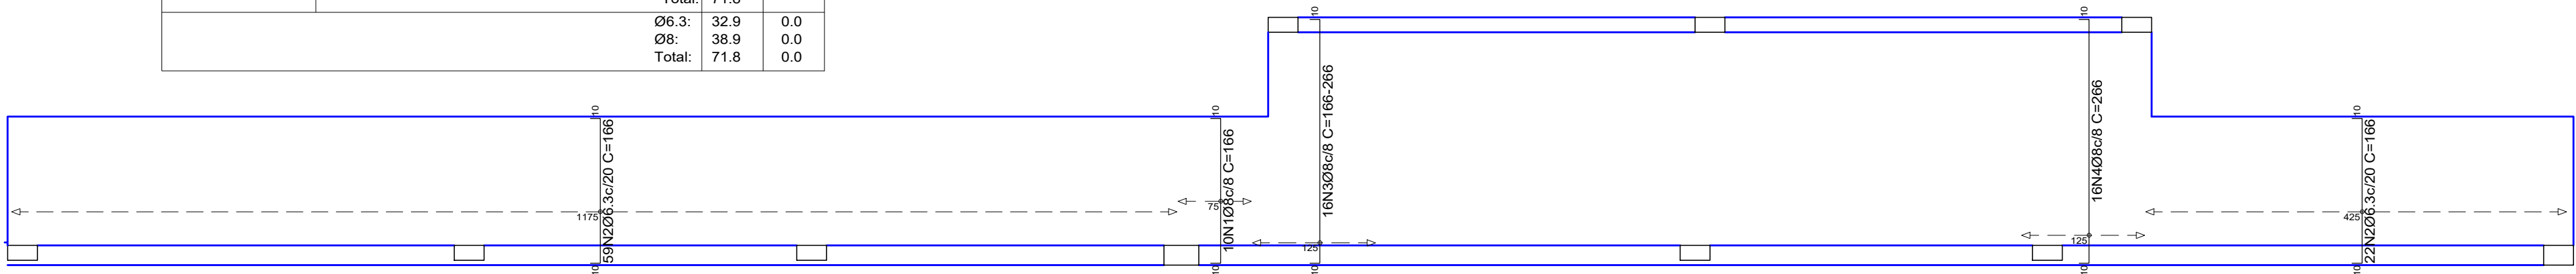 Total: 71.8
Ø6.3: 32.9 0.0
Ø8: 38.9 0.0
Total: 71.8 0.0
10
10
10
10
10
10
59N2Ø6.3c/20 C=166
10N1Ø8c/8 C=166
16N3Ø8c/8 C=166-266
16N4Ø8c/8 C=266
22N2Ø6.3c/20 C=166
1175
75
125
125
425
10
10
10
10